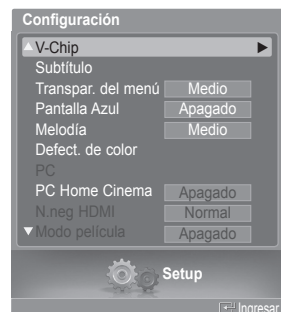 Configuración
▲ V-Chip ►
Subtítulo
Transpar. del menú Medio
Pantalla Azul Apagado
Melodía Medio
Defect. de color
PC
PC Home Cinema Apagado
N.neg HDMI Normal
▼ Modo película Apagado
Setup
Ingresar